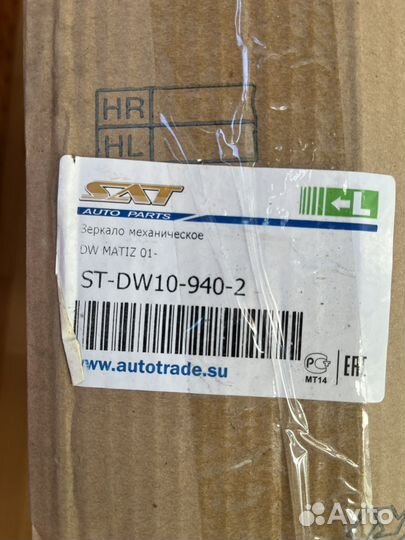 HR
HL
SAT
AUTO PARTS
L
Зеркало механическое
DW MATIZ 01-
ST-DW10-940-2
www.autotrade.su
МТ14
EAC
Avito